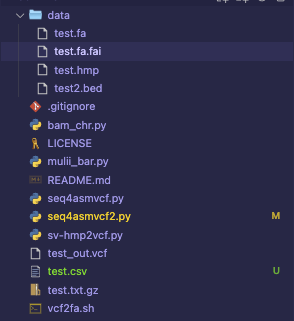 data
test.fa
test.fa.fai
test.hmp
test2.bed
.gitignore
bam_chr.py
LICENSE
mulii_bar.py
README.md
seq4asmvcf.py
seq4asmvcf2.py M
sv-hmp2vcf.py
test_out.vcf
test.csv U
test.txt.gz
vcf2fa.sh